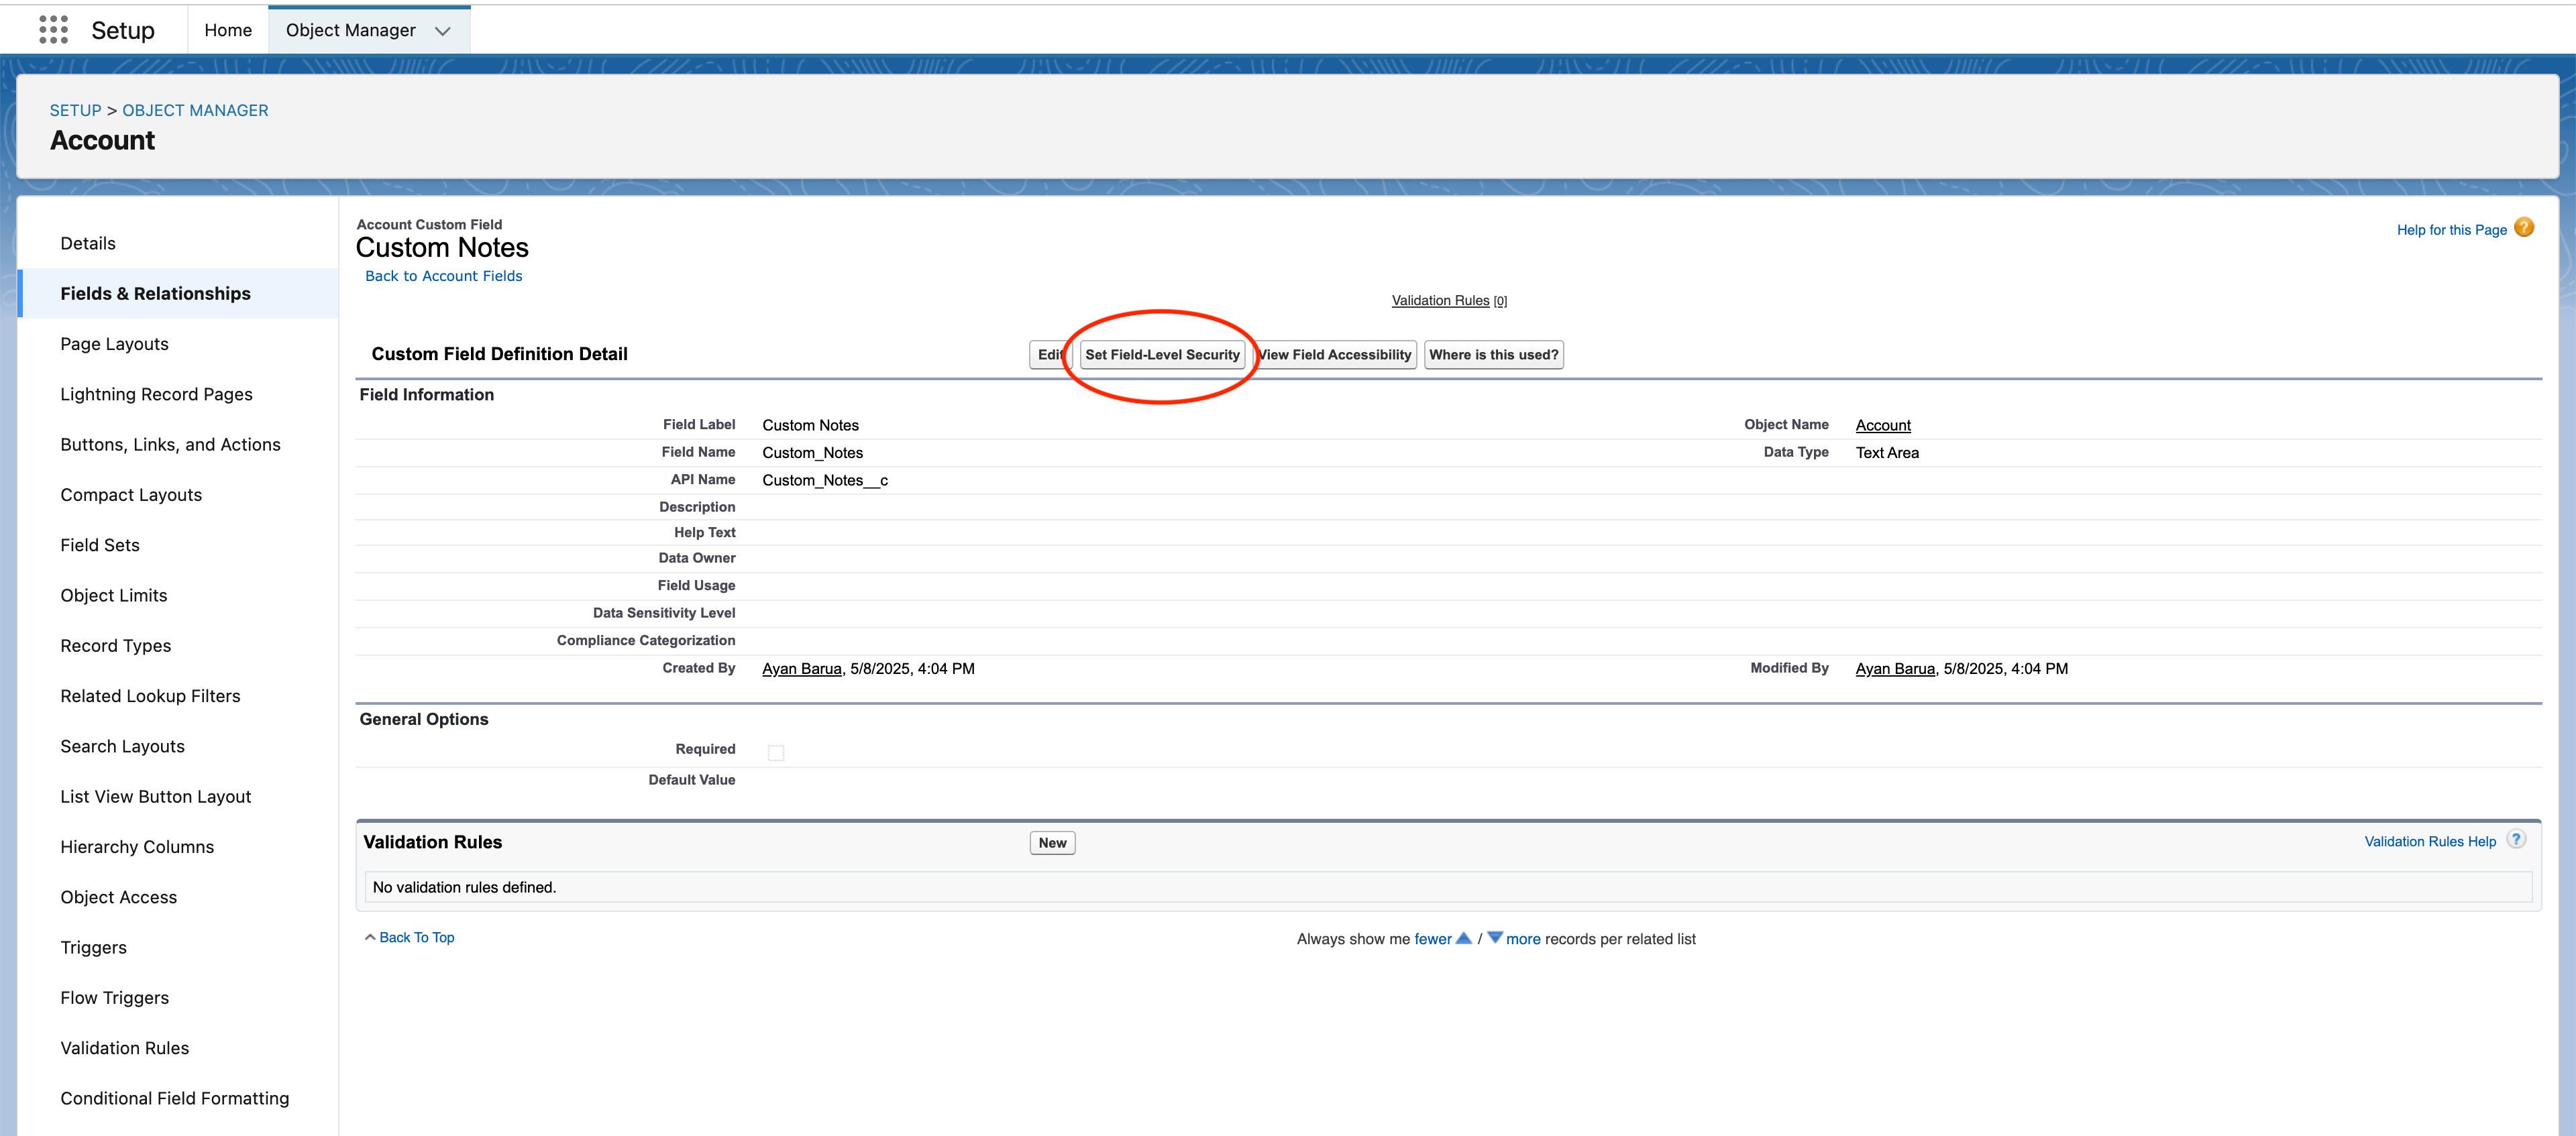 Setup Home Object Manager
SETUP > OBJECT MANAGER
Account
Details
Fields & Relationships
Page Layouts
Lightning Record Pages
Buttons, Links, and Actions
Compact Layouts
Field Sets
Object Limits
Record Types
Related Lookup Filters
Search Layouts
List View Button Layout
Hierarchy Columns
Object Access
Triggers
Flow Triggers
Validation Rules
Conditional Field Formatting
Account Custom Field
Custom Notes
Back to Account Fields
Help for this Page ?
Validation Rules [0]
Custom Field Definition Detail Edit Set Field-Level Security View Field Accessibility Where is this used?
Field Information
Field Label Custom Notes Object Name Account
Field Name Custom_Notes Data Type Text Area
API Name Custom_Notes__c
Description
Help Text
Data Owner
Field Usage
Data Sensitivity Level
Compliance Categorization
Created By Ayan Barua, 5/8/2025, 4:04 PM Modified By Ayan Barua, 5/8/2025, 4:04 PM
General Options
Required
Default Value
Validation Rules New Validation Rules Help ?
No validation rules defined.
Back To Top Always show me fewer / more records per related list